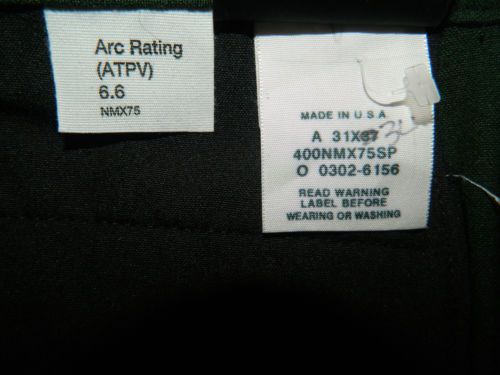 Arc Rating
(ATPV)
6.6
NMX75
MADE IN U S A
A 31X37
400NMX75SP
O 0302-6156
READ WARNING
LABEL BEFORE
WEARING OR WASHING